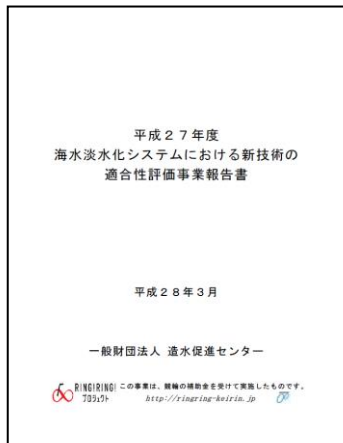 平成２７年度
海水淡水化システムにおける新技術の
適合性評価事業報告書
平成２８年３月
一般財団法人 造水促進センター
RING!RING!
プロジェクト
この事業は、競輪の補助金を受けて実施したものです。
http://ringring-keirin.jp